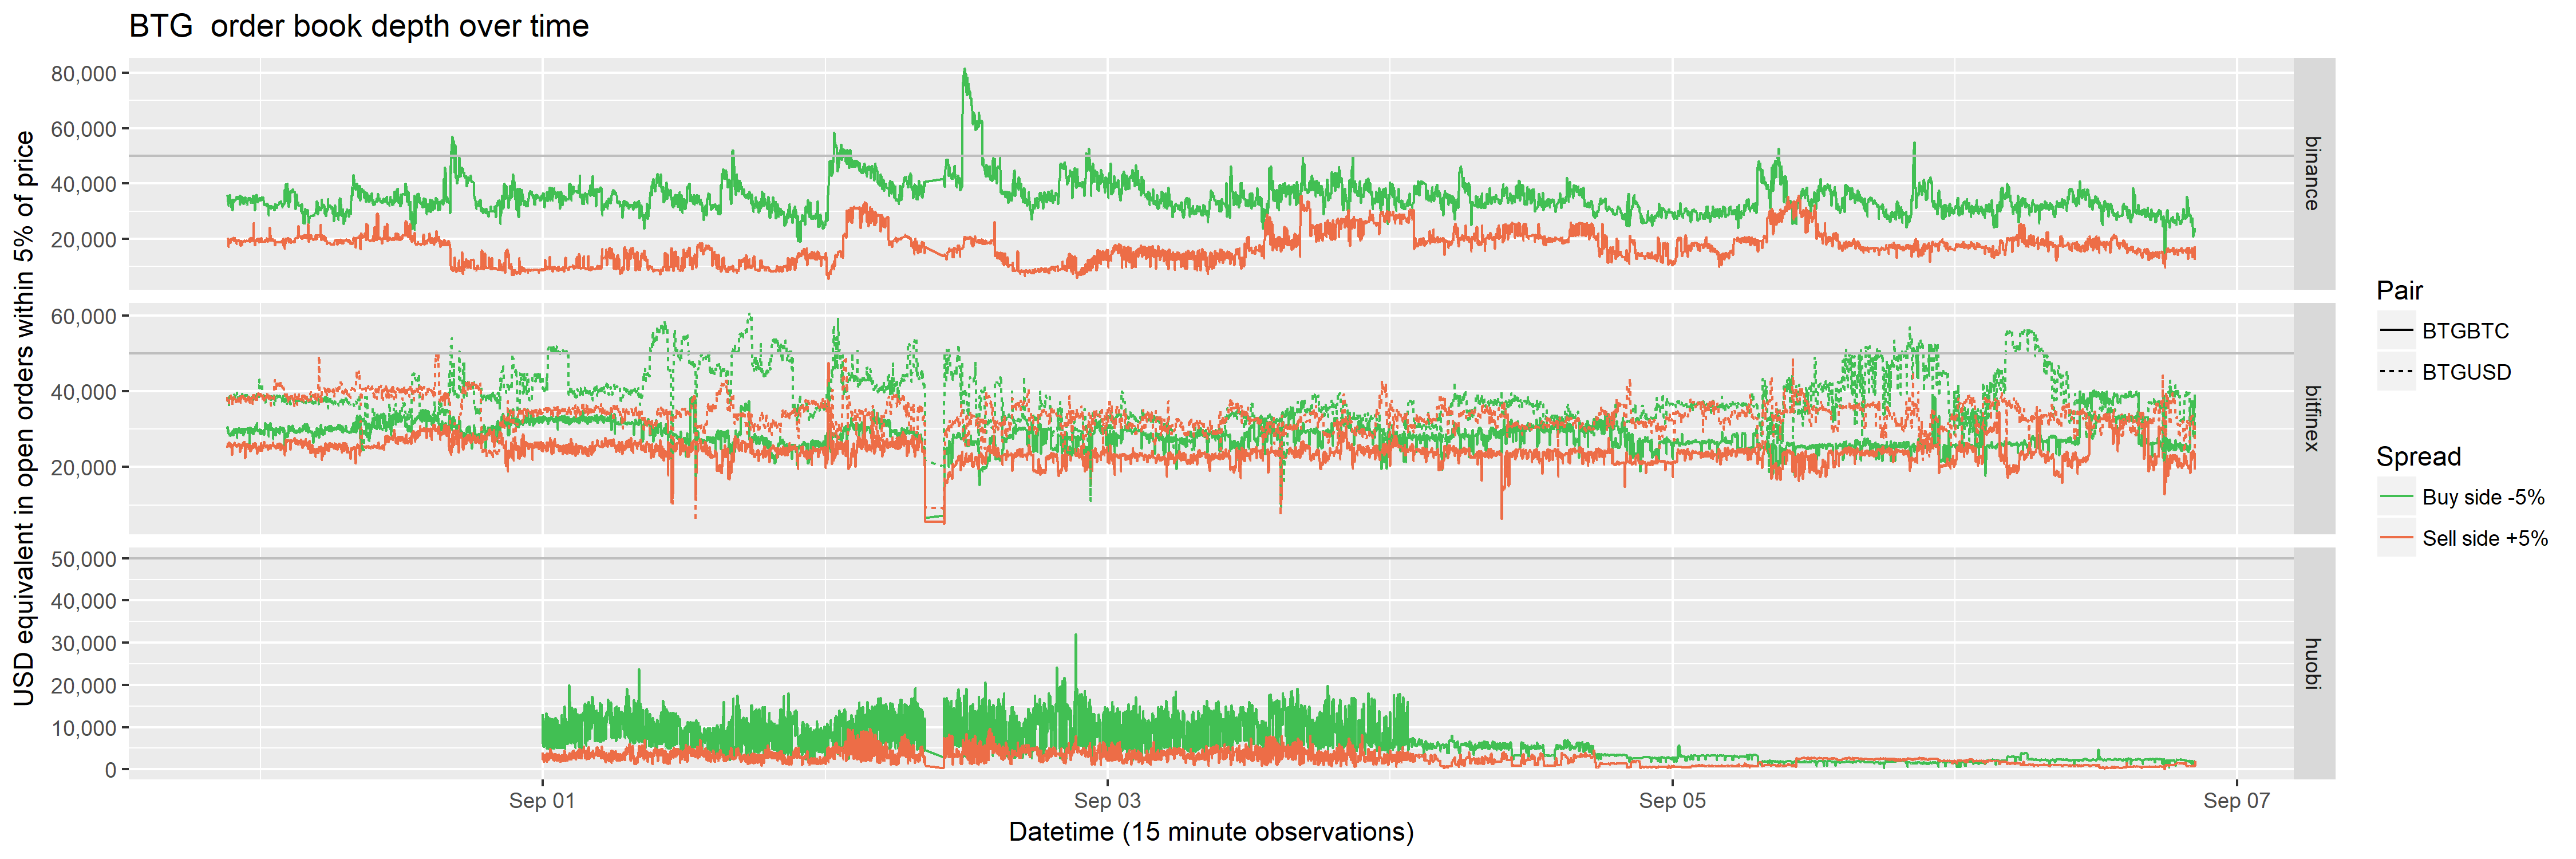 BTG  order book depth over time
USD equivalent in open orders within 5% of price
80,000
60,000
40,000
20,000
binance
60,000
40,000
20,000
bitfinex
50,000
40,000
30,000
20,000
10,000
0
huobi
Sep 01
Sep 03
Sep 05
Sep 07
Datetime (15 minute observations)
Pair
BTGBTC
BTGUSD
Spread
Buy side -5%
Sell side +5%